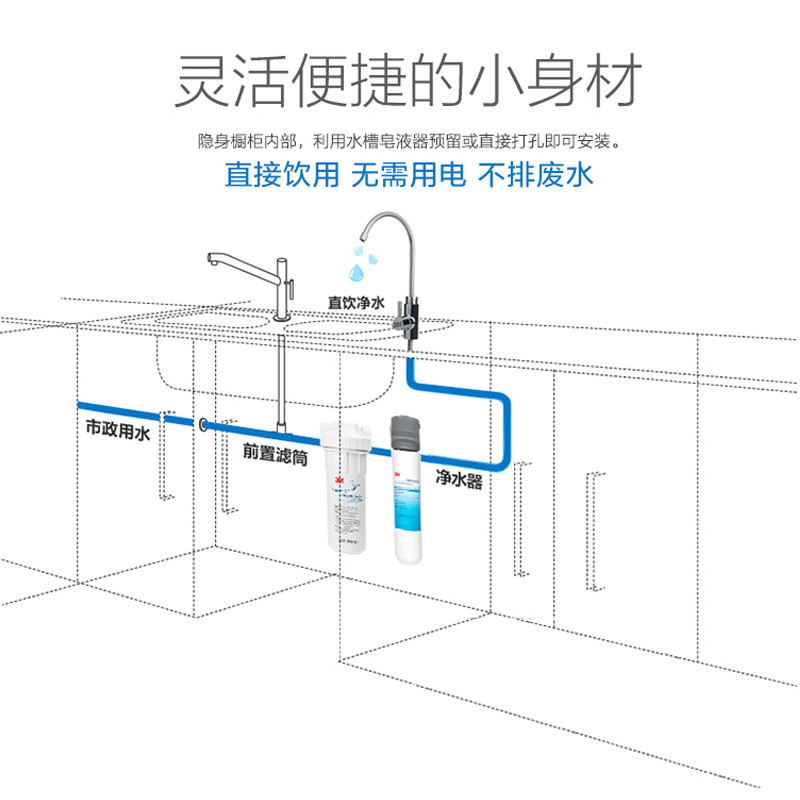 灵活便捷的小身材
隐身橱柜内部，利用水槽皂液器预留或直接打孔即可安装。
直接饮用 无需用电 不排废水
直饮净水
市政用水
前置滤筒
净水器
3M
3M